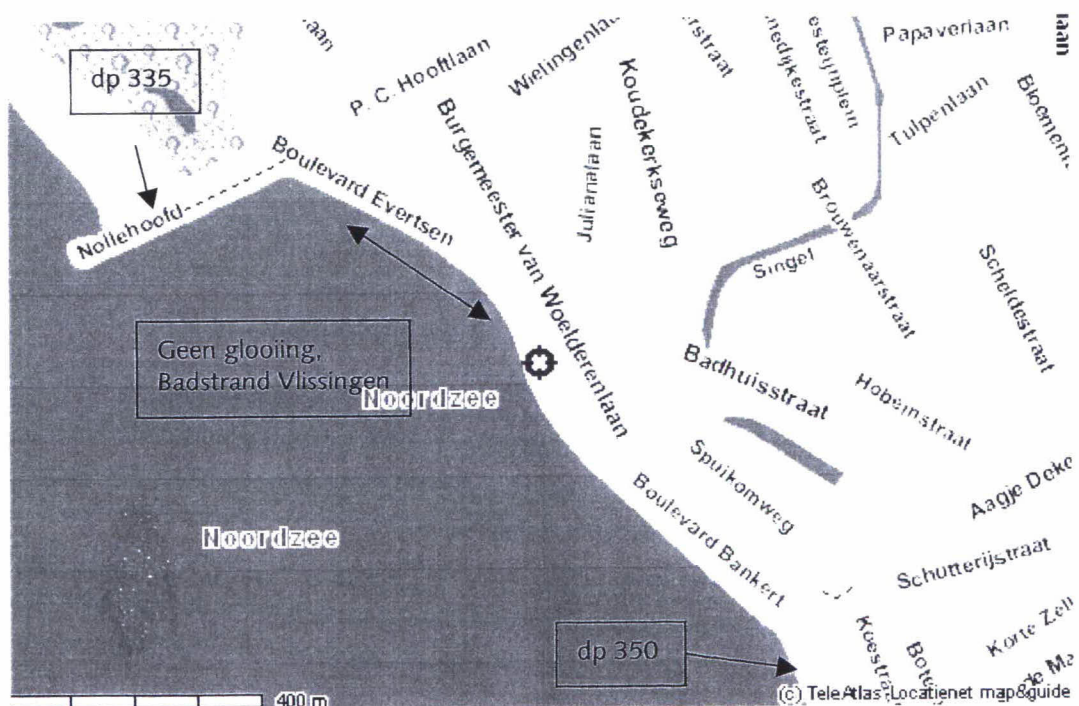 dp 335
P. C. Hooftlaan
Wielingenlaa
Papaverlaan
Tulpenlaan
Boulevard Evertsen
Burgemeester van Woelderenlaan
Julianalaan
Koudekerkseweg
Nollehoofd
Singel
Brouwenaarstraat
Scheldestraat
Geen glooiing,
Badstrand Vlissingen
Noordzee
Badhuisstraat
Hobeinstraat
Spuikomweg
Aagje Deke
Noordzee
Boulevard Bankert
Schutterijstraat
dp 350
Korte
400 m
(c) TeleAtlas-Locatienet map&guide